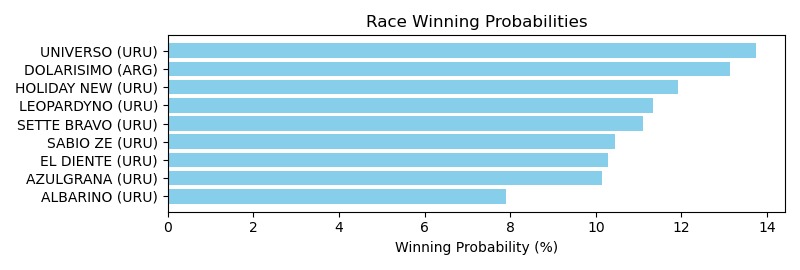 Race Winning Probabilities
UNIVERSO (URU)
DOLARISIMO (ARG)
HOLIDAY NEW (URU)
LEOPARDYNO (URU)
SETTE BRAVO (URU)
SABIO ZE (URU)
EL DIENTE (URU)
AZULGRANA (URU)
ALBARINO (URU)
0 2 4 6 8 10 12 14
Winning Probability (%)